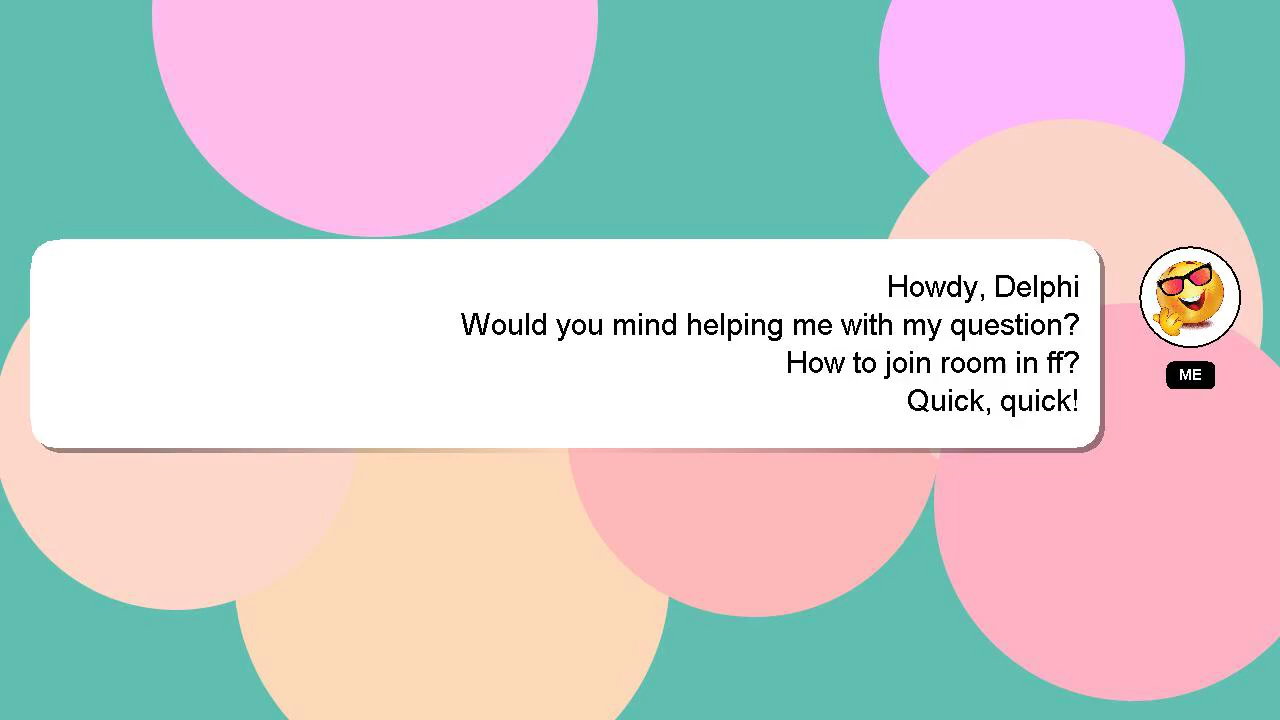 Howdy, Delphi
Would you mind helping me with my question?
How to join room in ff?
Quick, quick!
ME